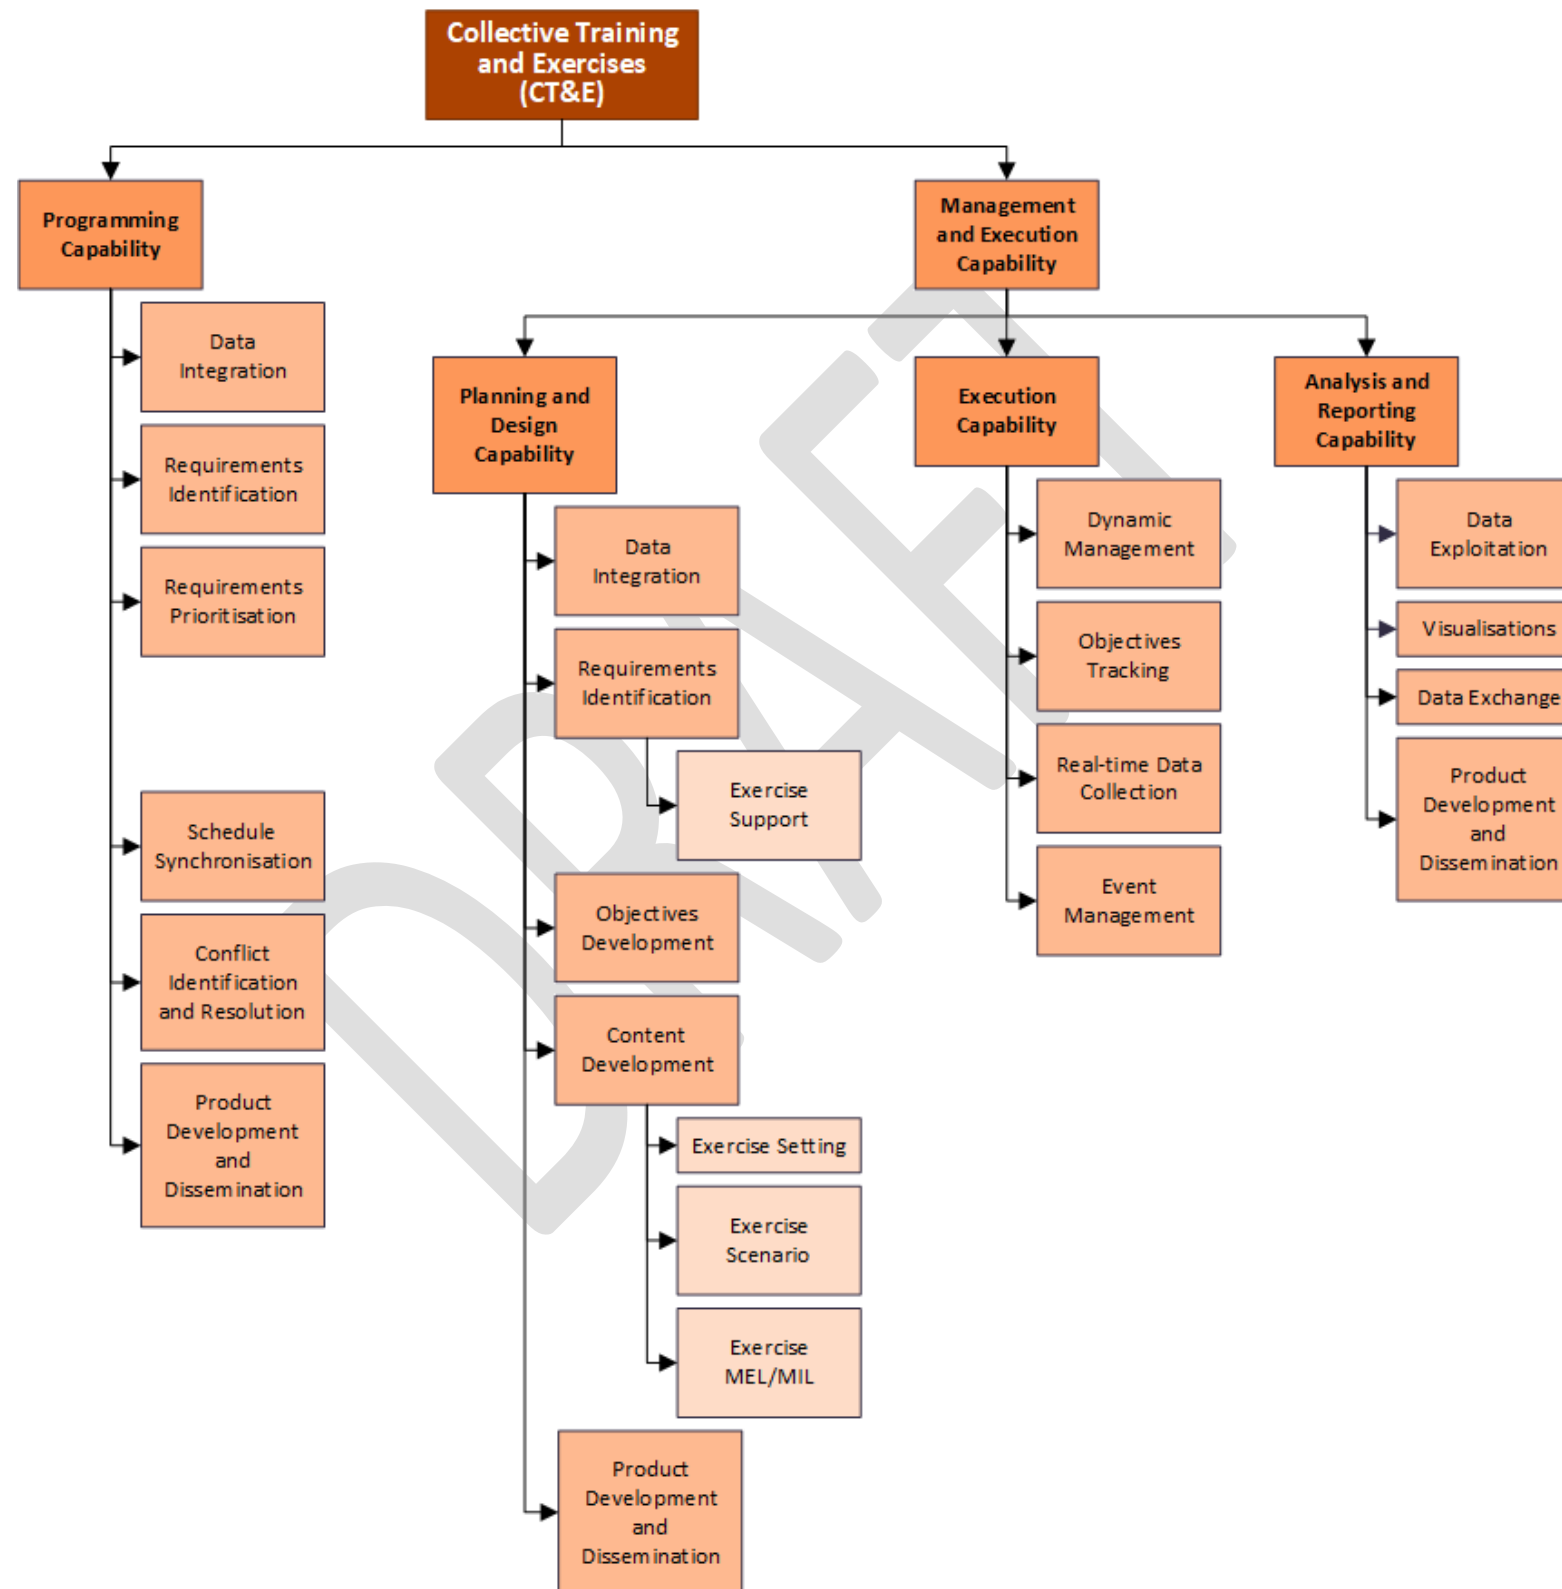 Collective Training
and Exercises
(CT&E)
Programming
Capability
Data
Integration
Requirements
Identification
Requirements
Prioritisation
Schedule
Synchronisation
Conflict
Identification
and Resolution
Product
Development
and
Dissemination
Management
and Execution
Capability
Planning and
Design
Capability
Data
Integration
Requirements
Identification
Exercise
Support
Objectives
Development
Content
Development
Exercise Setting
Exercise
Scenario
Exercise
MEL/MIL
Product
Development
and
Dissemination
Execution
Capability
Dynamic
Management
Objectives
Tracking
Real-time Data
Collection
Event
Management
Analysis and
Reporting
Capability
Data
Exploitation
Visualisations
Data Exchange
Product
Development
and
Dissemination
DRAFT